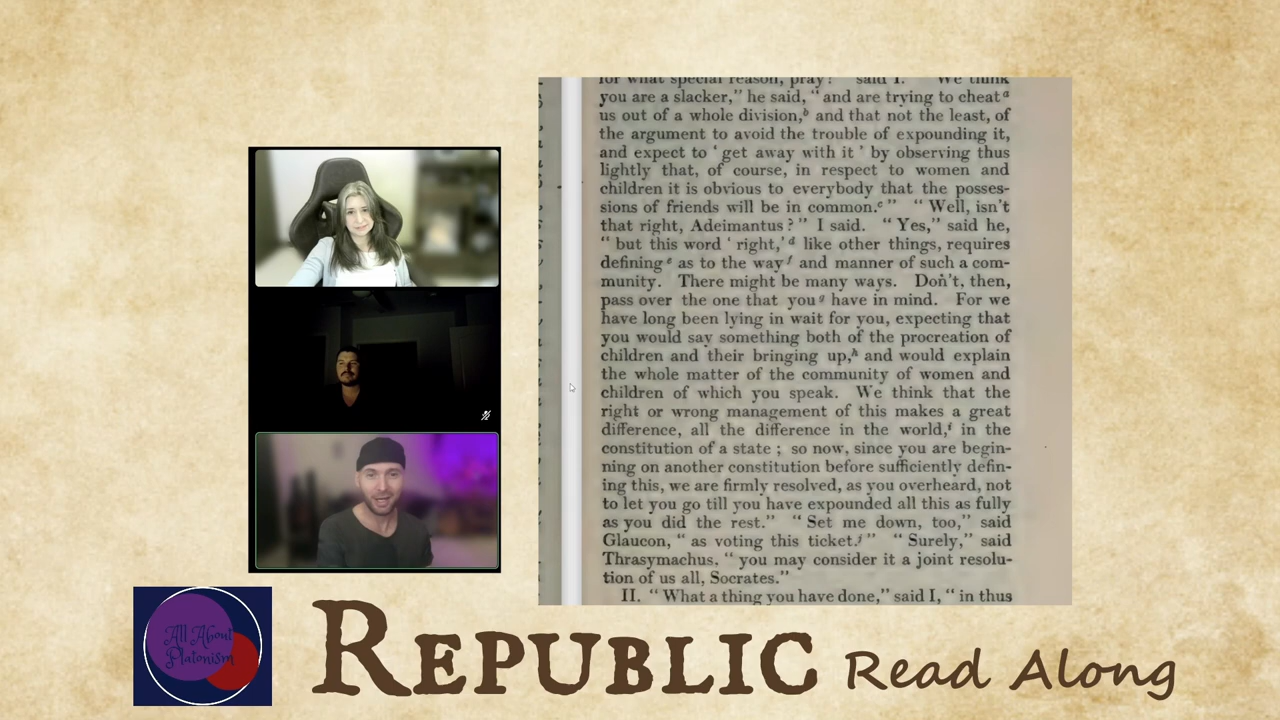 for what special reason, pray?” said I. “We think
you are a slacker,” he said, “and are trying to cheatᵃ
us out of a whole division,ᵇ and that not the least, of
the argument to avoid the trouble of expounding it,
and expect to ‘get away with it’ by observing thus
lightly that, of course, in respect to women and
children it is obvious to everybody that the posses-
sions of friends will be in common.ᶜ” “Well, isn’t
that right, Adeimantus?” I said. “Yes,” said he,
“but this word ‘right,’ᵈ like other things, requires
definingᵉ as to the wayᶠ and manner of such a com-
munity. There might be many ways. Don’t, then,
pass over the one that youᵍ have in mind. For we
have long been lying in wait for you, expecting that
you would say something both of the procreation of
children and their bringing up,ʰ and would explain
the whole matter of the community of women and
children of which you speak. We think that the
right or wrong management of this makes a great
difference, all the difference in the world,ⁱ in the
constitution of a state; so now, since you are begin-
ning on another constitution before sufficiently defin-
ing this, we are firmly resolved, as you overheard, not
to let you go till you have expounded all this as fully
as you did the rest.” “Set me down, too,” said
Glaucon, “as voting this ticket.ʲ” “Surely,” said
Thrasymachus, “you may consider it a joint resolu-
tion of us all, Socrates.”
II. “What a thing you have done,” said I, “in thus
All About
Platonism
REPUBLIC Read Along